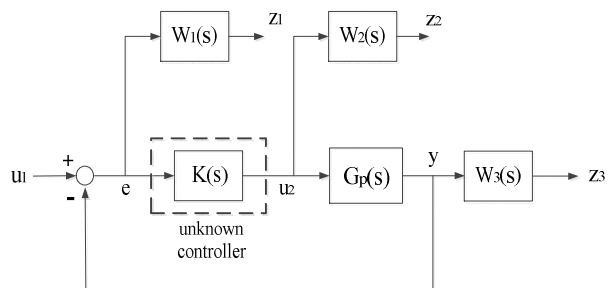 W1(s)
z1
W2(s)
z2
u1
+
-
e
K(s)
u2
Gp(s)
y
W3(s)
z3
unknown
controller